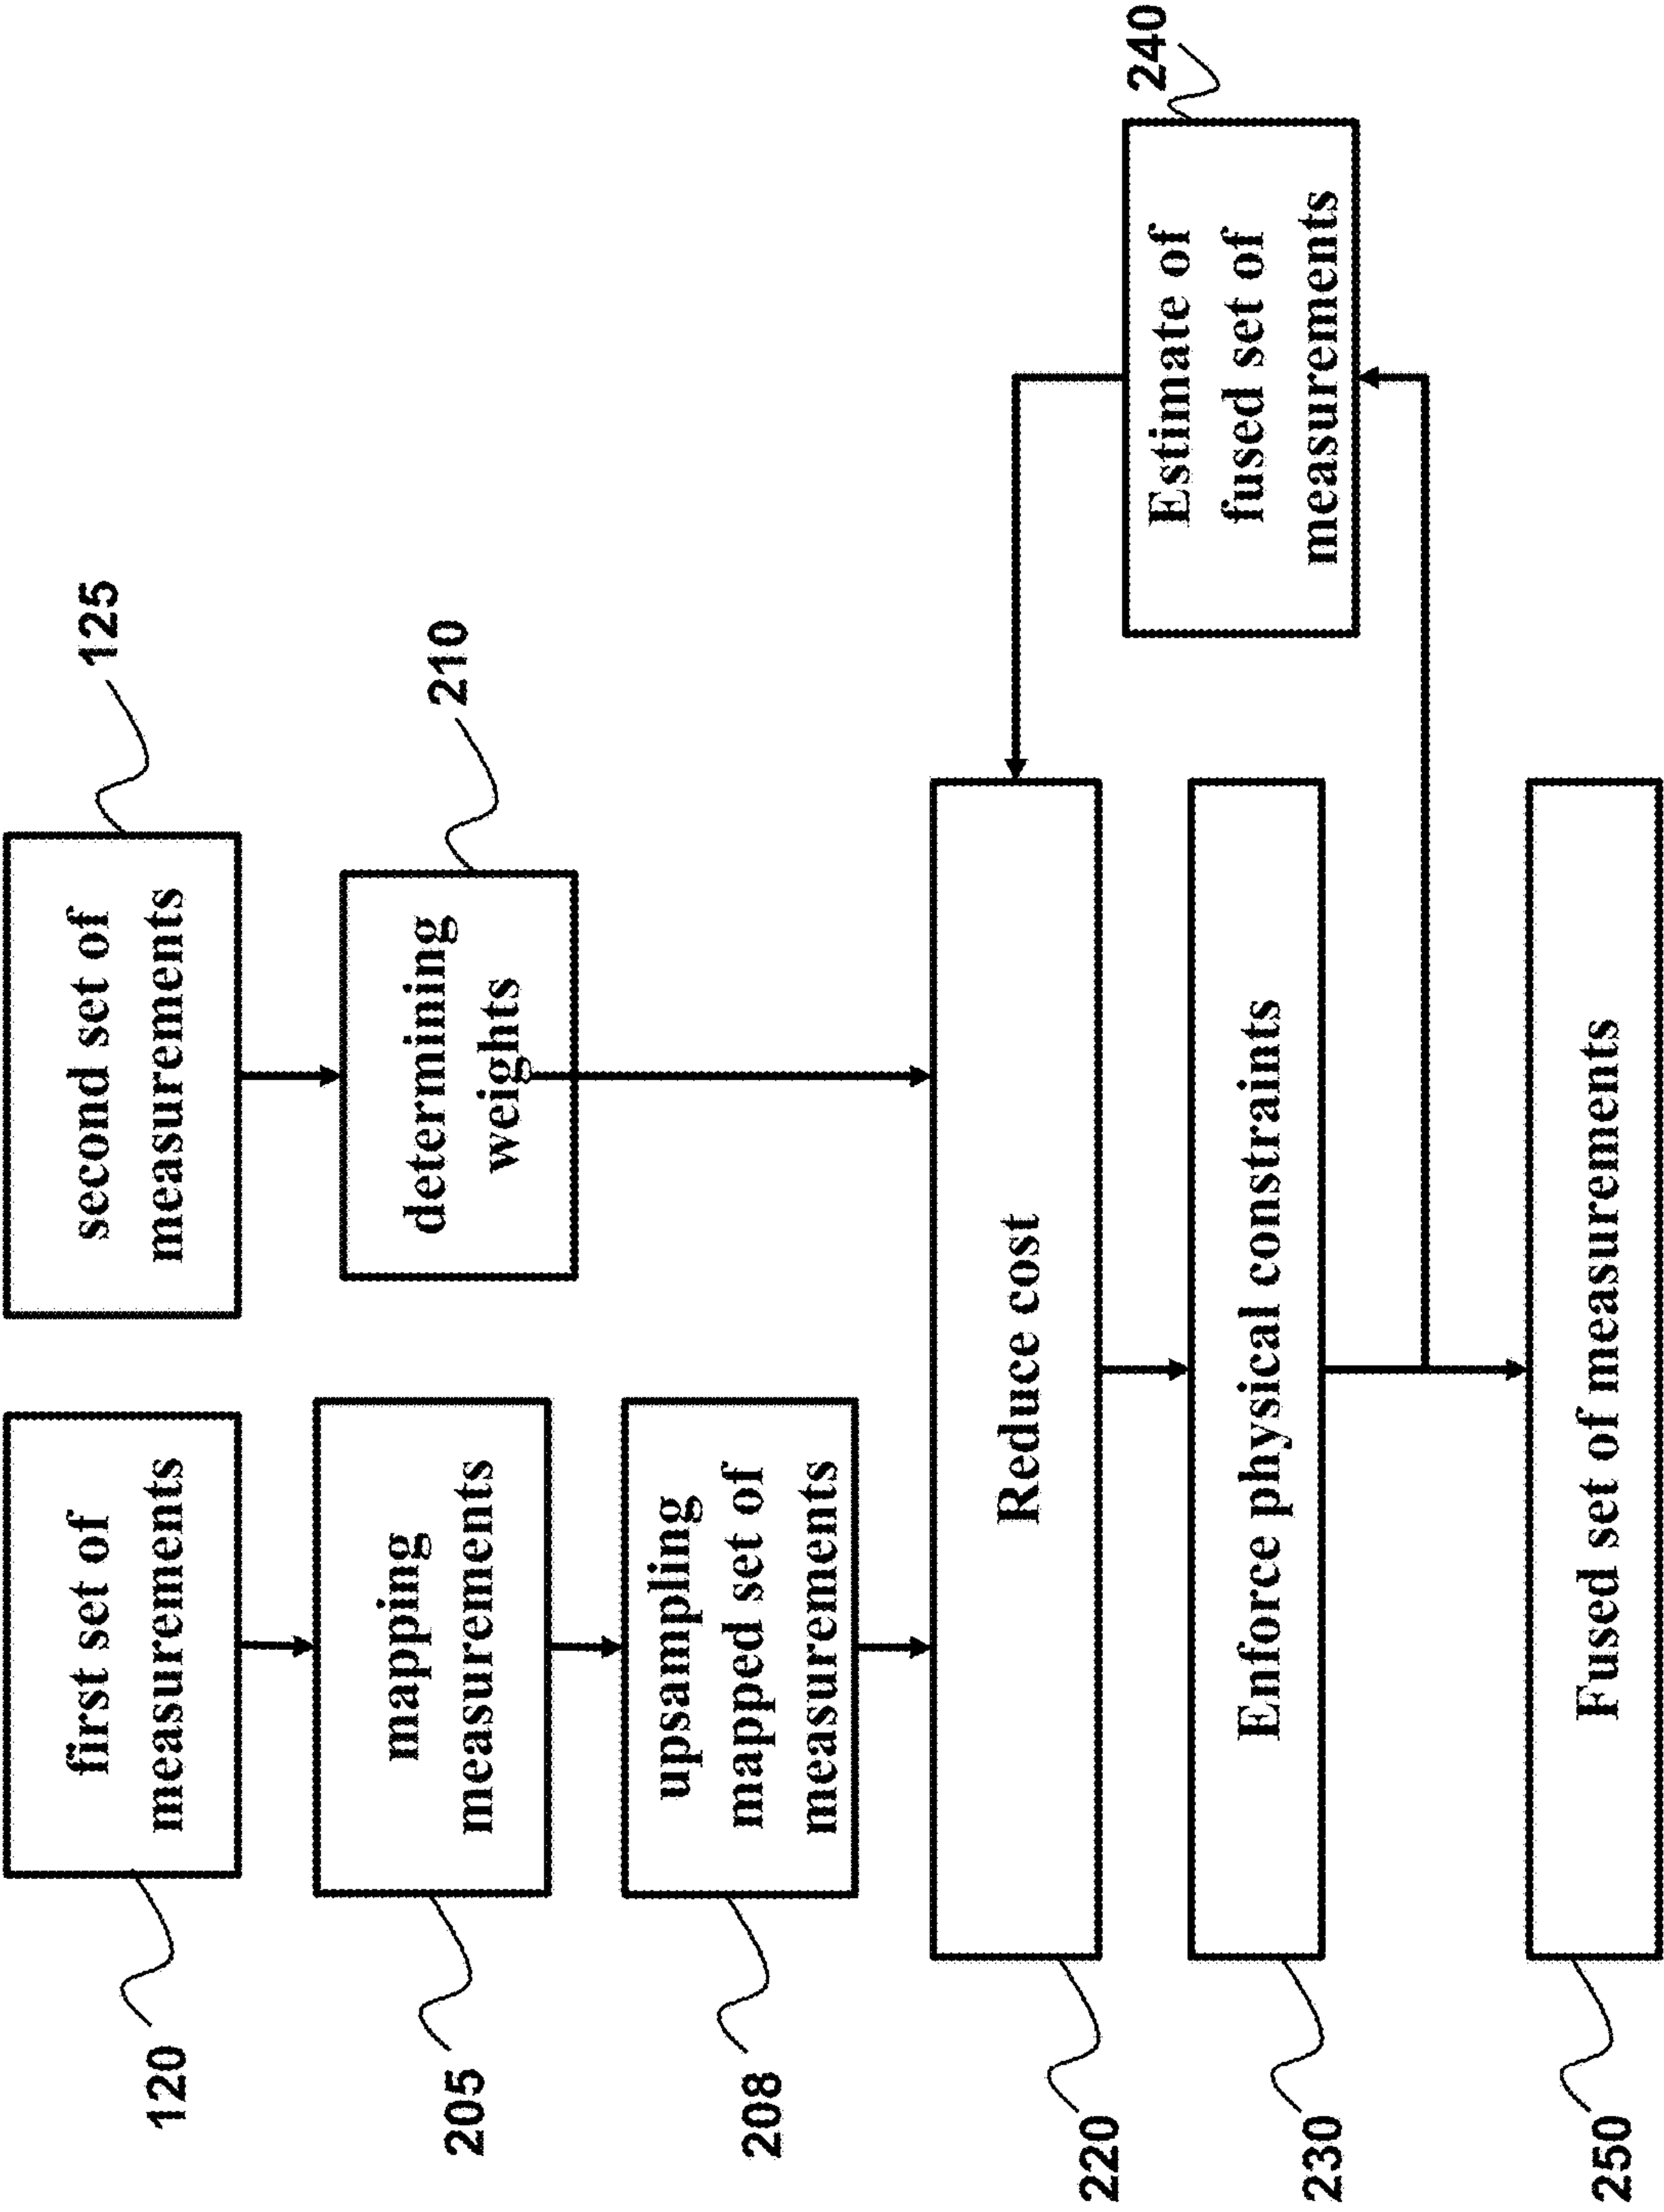 120
first set of
measurements
second set of
measurements
125
205
mapping
measurements
determining
weights
210
208
upsampling
mapped set of
measurements
220
Reduce cost
240
Estimate of
fused set of
measurements
230
Enforce physical constraints
250
Fused set of measurements